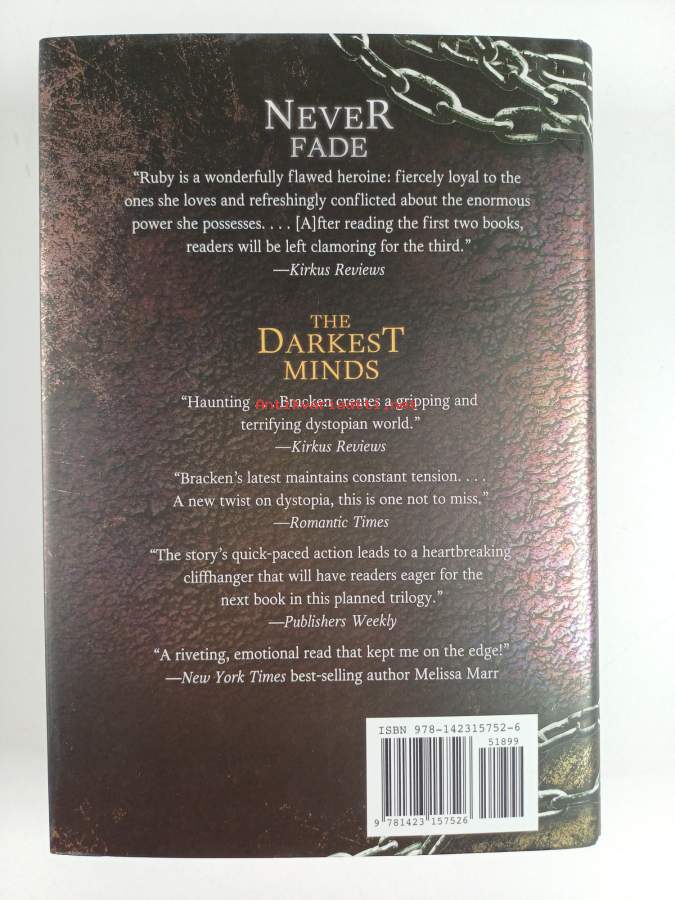 NEVER
FADE
“Ruby is a wonderfully flawed heroine: fiercely loyal to the
ones she loves and refreshingly conflicted about the enormous
power she possesses. . . . [A]fter reading the first two books,
readers will be left clamoring for the third.”
—Kirkus Reviews
THE
DARKEST
MINDS
“Haunting . . . Bracken creates a gripping and
terrifying dystopian world.”
—Kirkus Reviews
“Bracken’s latest maintains constant tension. . . .
A new twist on dystopia, this is one not to miss.”
—Romantic Times
“The story’s quick-paced action leads to a heartbreaking
cliffhanger that will have readers eager for the
next book in this planned trilogy.”
—Publishers Weekly
“A riveting, emotional read that kept me on the edge!”
—New York Times best-selling author Melissa Marr
ISBN 978-142315752-6
51899
9 781423 157526